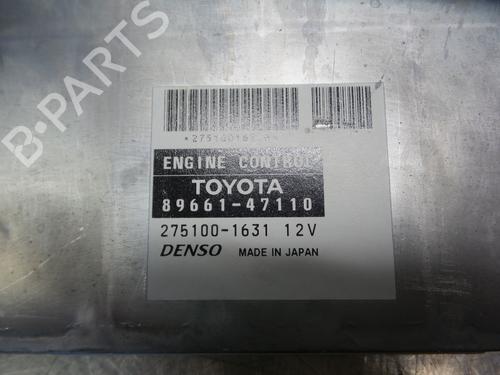 B-PARTS
ENGINE CONTROL
TOYOTA
89661-47110
275100-1631 12V
DENSO MADE IN JAPAN